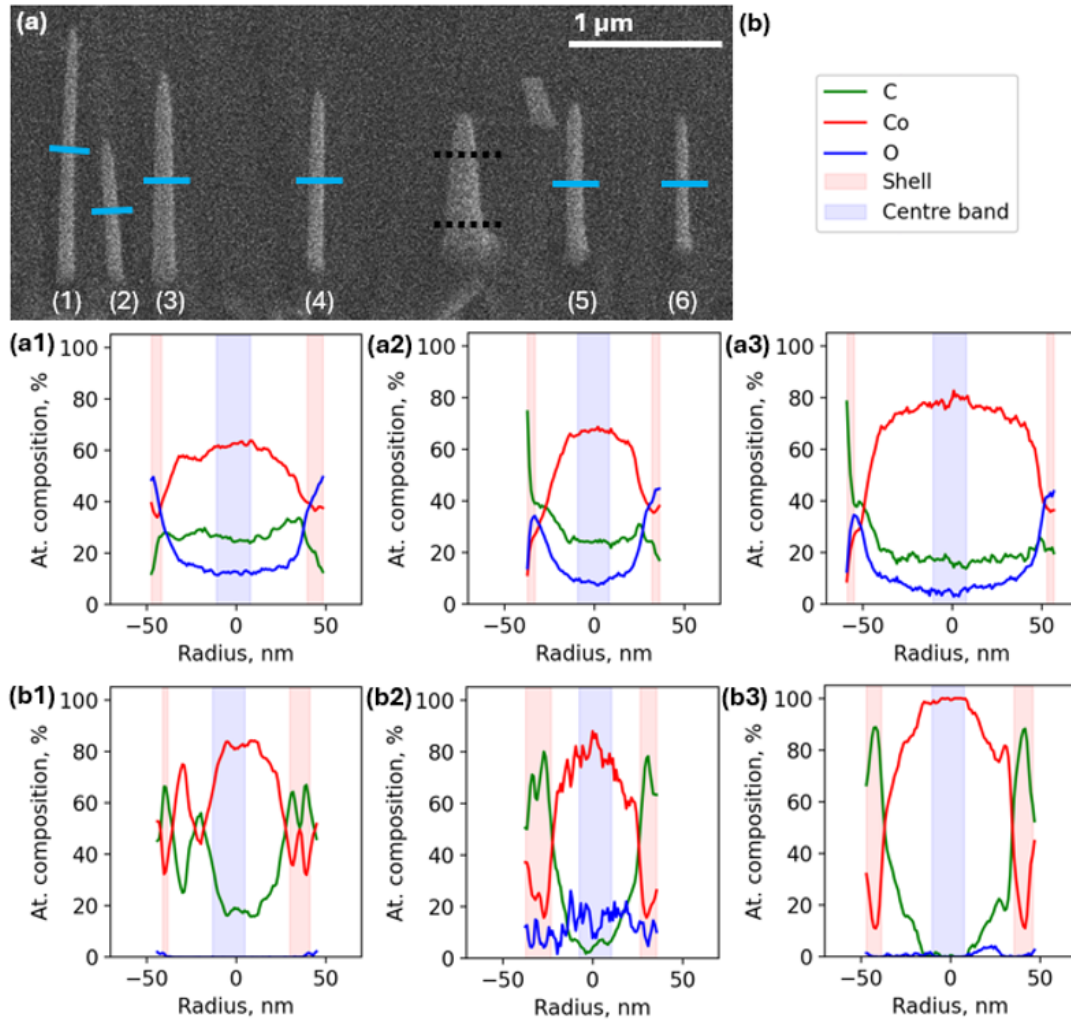 (a)
1 µm
(b)
C
Co
O
Shell
Centre band
(1) (2) (3) (4) (5) (6)
(a1) (a2) (a3)
100 100 100
80 80 80
60 60 60
40 40 40
20 20 20
0 0 0
−50 0 50 −50 0 50 −50 0 50
Radius, nm Radius, nm Radius, nm
At. composition, % At. composition, % At. composition, %
(b1) (b2) (b3)
100 100 100
80 80 80
60 60 60
40 40 40
20 20 20
0 0 0
−50 0 50 −50 0 50 −50 0 50
Radius, nm Radius, nm Radius, nm
At. composition, % At. composition, % At. composition, %